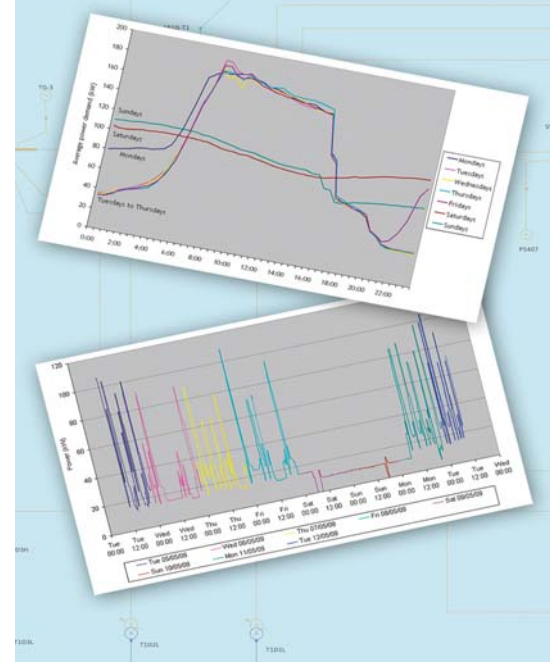 TG-3
Average power demand (kW)
200
180
160
140
120
100
80
60
40
20
0
Sundays
Saturdays
Mondays
Tuesdays to Thursdays
0:00
2:00
4:00
6:00
8:00
10:00
12:00
14:00
16:00
18:00
20:00
22:00
Mondays
Tuesdays
Wednesdays
Thursdays
Fridays
Saturdays
Sundays
PS407
120
100
80
60
40
20
0
Tue 00:00
Tue 12:00
Wed 00:00
Wed 12:00
Thu 00:00
Thu 12:00
Fri 00:00
Fri 12:00
Sat 00:00
Sat 12:00
Sun 00:00
Sun 12:00
Mon 00:00
Mon 12:00
Tue 00:00
Tue 12:00
Wed 00:00
Tue 05/05/09
Wed 06/05/09
Thu 07/05/09
Fri 08/05/09
Sat 09/05/09
Sun 10/05/09
Mon 11/05/09
Tue 12/05/09
T102L
T101L